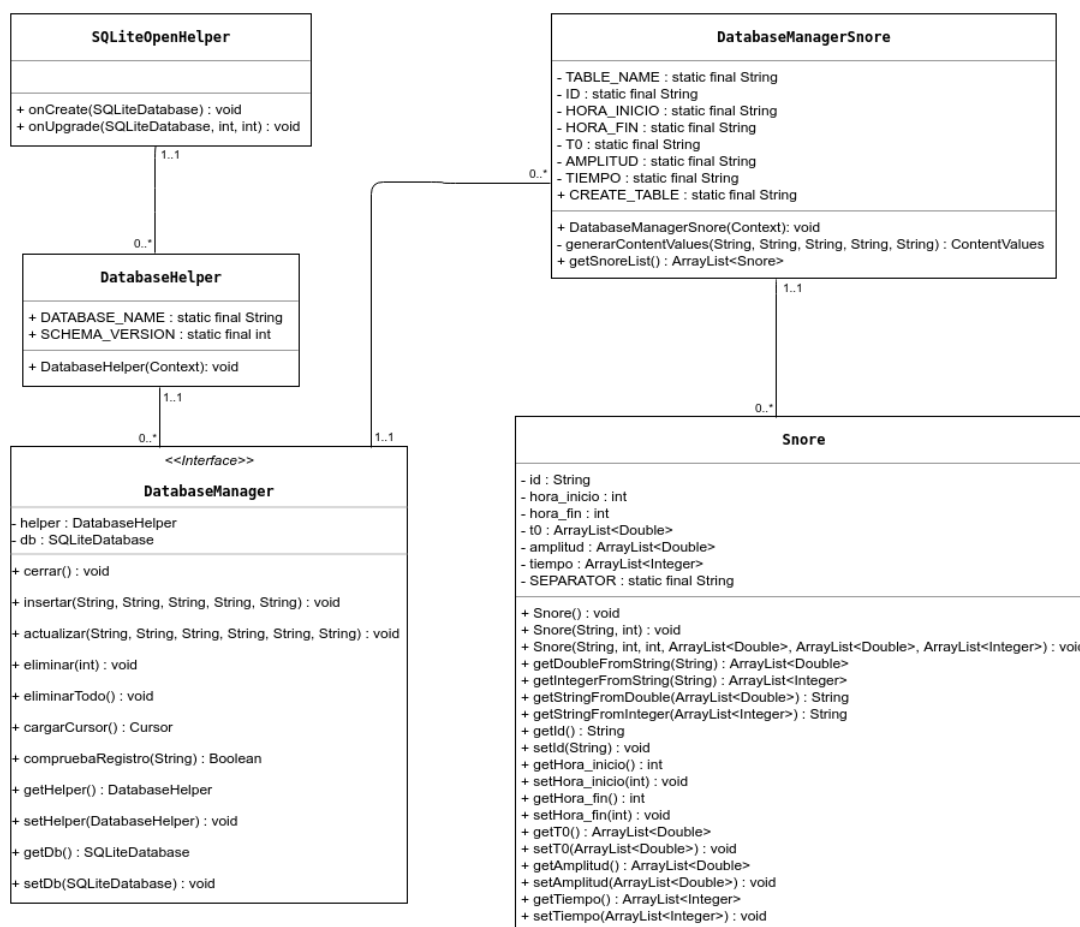 SQLiteOpenHelper
+ onCreate(SQLiteDatabase) : void
+ onUpgrade(SQLiteDatabase, int, int) : void
1..1
0..*
DatabaseHelper
+ DATABASE_NAME : static final String
+ SCHEMA_VERSION : static final int
+ DatabaseHelper(Context): void
1..1
0..*
1..1
<<Interface>>
DatabaseManager
- helper : DatabaseHelper
- db : SQLiteDatabase
+ cerrar() : void
+ insertar(String, String, String, String, String) : void
+ actualizar(String, String, String, String, String, String) : void
+ eliminar(int) : void
+ eliminarTodo() : void
+ cargarCursor() : Cursor
+ compruebaRegistro(String) : Boolean
+ getHelper() : DatabaseHelper
+ setHelper(DatabaseHelper) : void
+ getDb() : SQLiteDatabase
+ setDb(SQLiteDatabase) : void
DatabaseManagerSnore
- TABLE_NAME : static final String
- ID : static final String
- HORA_INICIO : static final String
- HORA_FIN : static final String
- T0 : static final String
- AMPLITUD : static final String
- TIEMPO : static final String
+ CREATE_TABLE : static final String
0..*
+ DatabaseManagerSnore(Context): void
- generarContentValues(String, String, String, String, String) : ContentValues
+ getSnoreList() : ArrayList<Snore>
1..1
0..*
Snore
- id : String
- hora_inicio : int
- hora_fin : int
- t0 : ArrayList<Double>
- amplitud : ArrayList<Double>
- tiempo : ArrayList<Integer>
- SEPARATOR : static final String
+ Snore() : void
+ Snore(String, int) : void
+ Snore(String, int, int, ArrayList<Double>, ArrayList<Double>, ArrayList<Integer>) : void
+ getDoubleFromString(String) : ArrayList<Double>
+ getIntegerFromString(String) : ArrayList<Integer>
+ getStringFromDouble(ArrayList<Double>) : String
+ getStringFromInteger(ArrayList<Integer>) : String
+ getId() : String
+ setId(String) : void
+ getHora_inicio() : int
+ setHora_inicio(int) : void
+ getHora_fin() : int
+ setHora_fin(int) : void
+ getT0() : ArrayList<Double>
+ setT0(ArrayList<Double>) : void
+ getAmplitud() : ArrayList<Double>
+ setAmplitud(ArrayList<Double>) : void
+ getTiempo() : ArrayList<Integer>
+ setTiempo(ArrayList<Integer>) : void